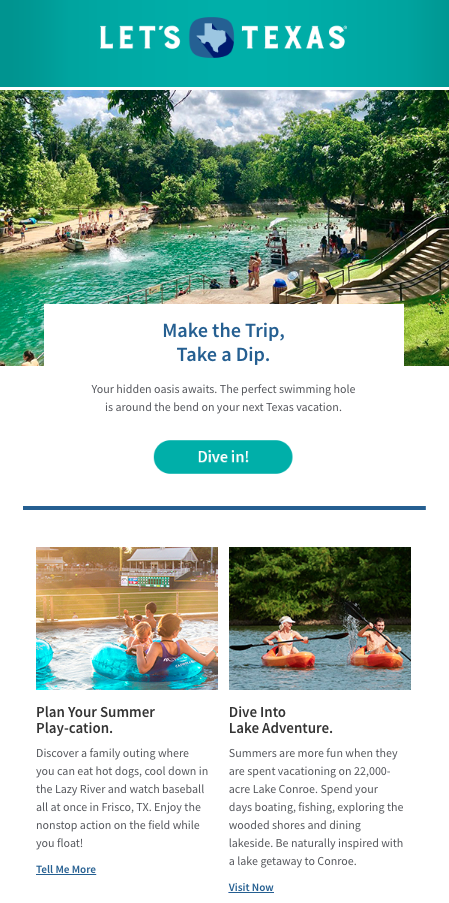 LET'S TEXAS
Make the Trip,
Take a Dip.
Your hidden oasis awaits. The perfect swimming hole
is around the bend on your next Texas vacation.
Dive in!
Plan Your Summer
Play-cation.
Discover a family outing where
you can eat hot dogs, cool down in
the Lazy River and watch baseball
all at once in Frisco, TX. Enjoy the
nonstop action on the field while
you float!
Tell Me More
Dive Into
Lake Adventure.
Summers are more fun when they
are spent vacationing on 22,000-
acre Lake Conroe. Spend your
days boating, fishing, exploring the
wooded shores and dining
lakeside. Be naturally inspired with
a lake getaway to Conroe.
Visit Now